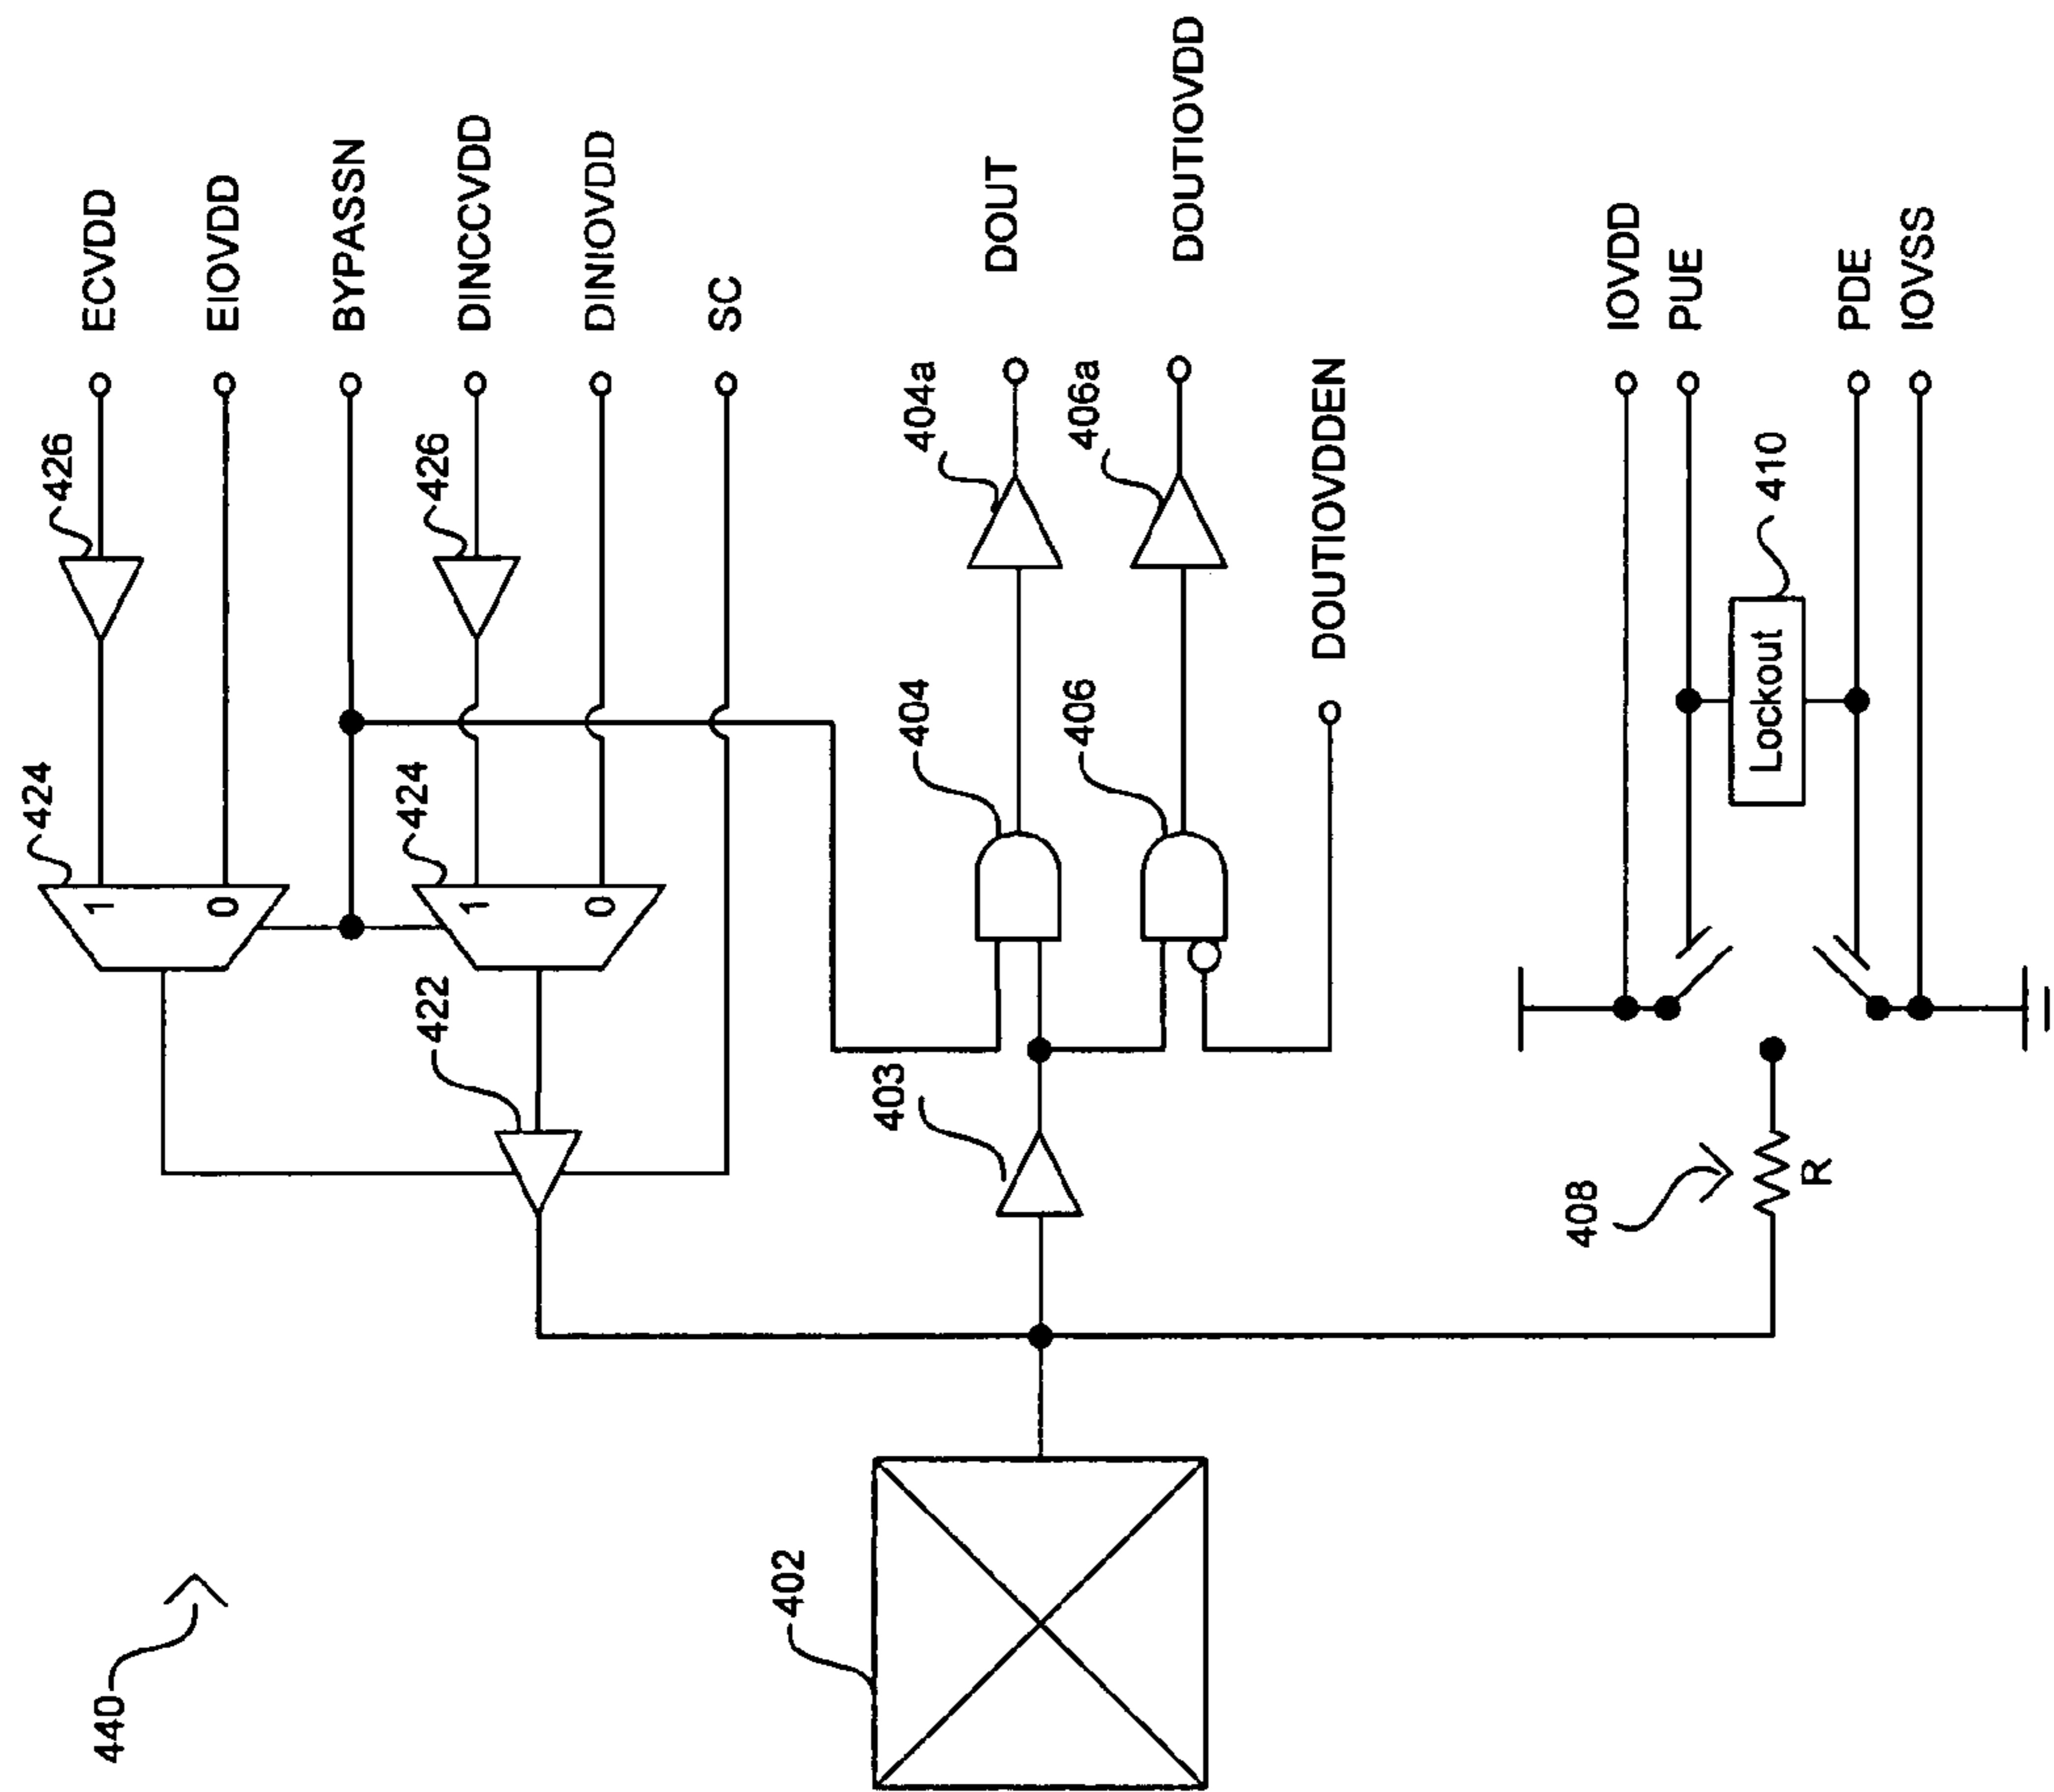 440
402
424
426
ECVDD
EIOVDD
BYPASSN
DINCCVDD
DINIOVDD
SC
1
0
424
426
1
0
422
403
404
404a
DOUT
406
406a
DOUTIOVDD
DOUTIOVDDEN
408
R
IOVDD
PUE
Lockout
410
PDE
IOVSS